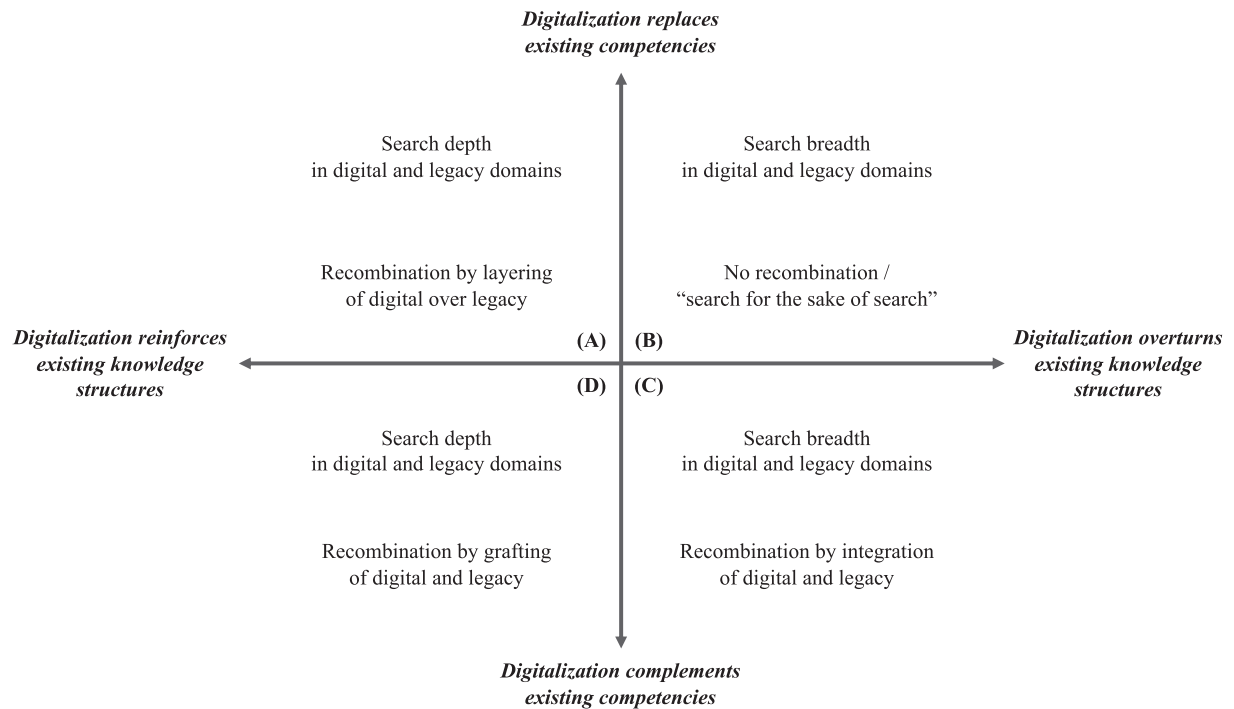 Digitalization replaces
existing competencies
Search depth
in digital and legacy domains
Search breadth
in digital and legacy domains
Recombination by layering
of digital over legacy
No recombination /
“search for the sake of search”
Digitalization reinforces
existing knowledge
structures
(A)
(B)
Digitalization overturns
existing knowledge
structures
(D)
(C)
Search depth
in digital and legacy domains
Search breadth
in digital and legacy domains
Recombination by grafting
of digital and legacy
Recombination by integration
of digital and legacy
Digitalization complements
existing competencies